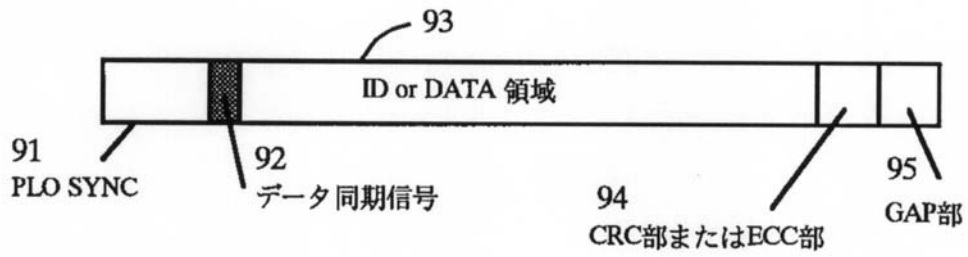 93
ID or DATA 領域
91
PLO SYNC
92
データ同期信号
94
CRC部またはECC部
95
GAP部